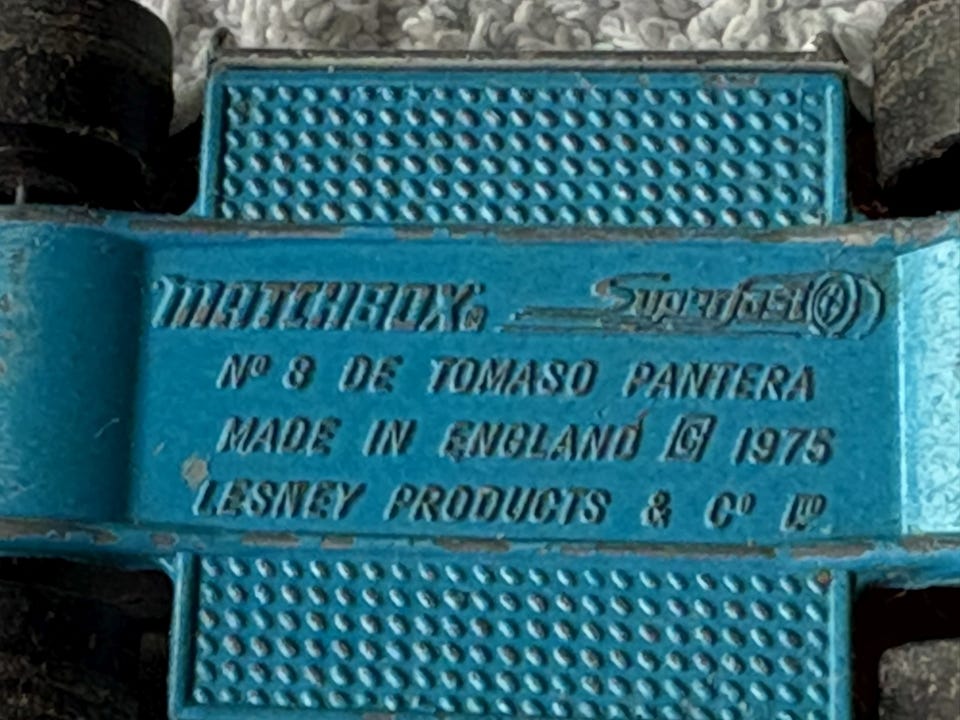 MATCHBOX Superfast
Nº 8 DE TOMASO PANTERA
MADE IN ENGLAND © 1975
LESNEY PRODUCTS & Cº Lᵀᴰ